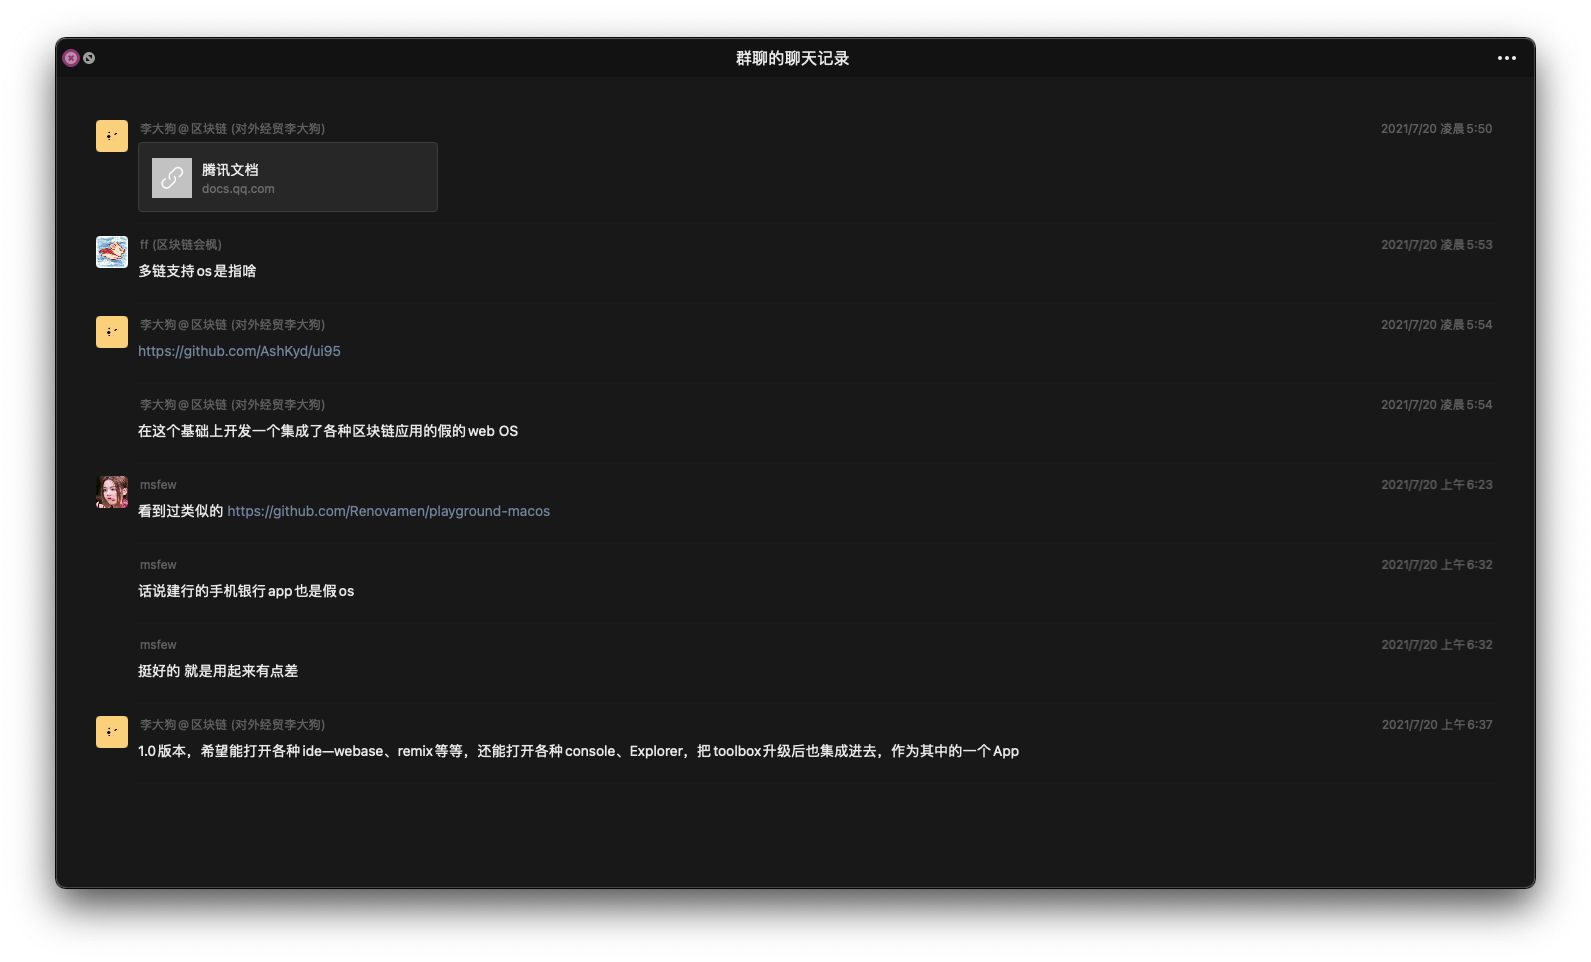 群聊的聊天记录
李大狗@区块链 (对外经贸李大狗)
2021/7/20 凌晨5:50
腾讯文档
docs.qq.com
ff (区块链会枫)
2021/7/20 凌晨5:53
多链支持os是指啥
李大狗@区块链 (对外经贸李大狗)
2021/7/20 凌晨5:54
https://github.com/AshKyd/ui95
李大狗@区块链 (对外经贸李大狗)
2021/7/20 凌晨5:54
在这个基础上开发一个集成了各种区块链应用的假的web OS
msfew
2021/7/20 上午6:23
看到过类似的 https://github.com/Renovamen/playground-macos
msfew
2021/7/20 上午6:32
话说建行的手机银行app也是假os
msfew
2021/7/20 上午6:32
挺好的 就是用起来有点差
李大狗@区块链 (对外经贸李大狗)
2021/7/20 上午6:37
1.0版本，希望能打开各种ide—webase、remix等等，还能打开各种console、Explorer，把toolbox升级后也集成进去，作为其中的一个App